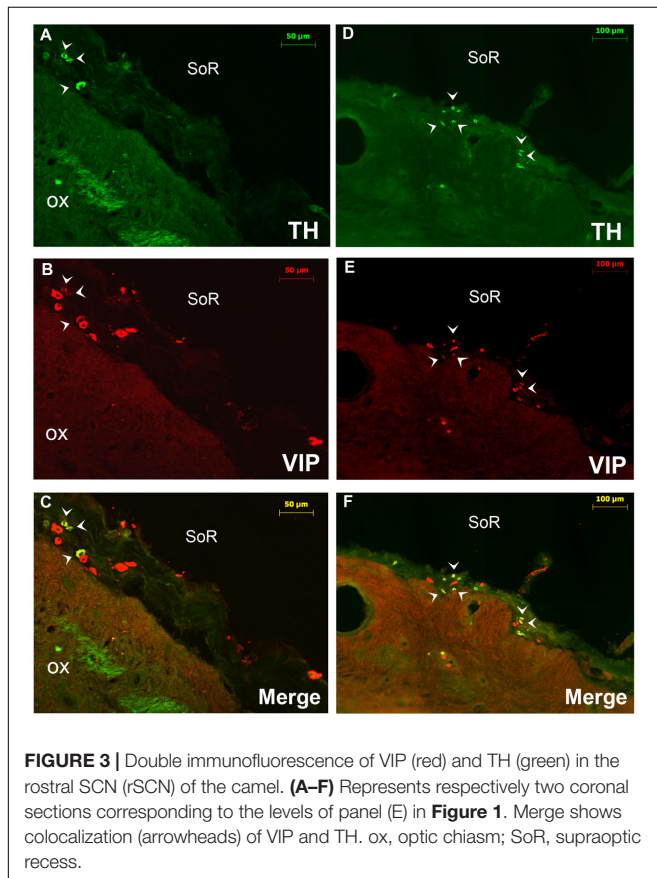 A
50 µm
SoR
ox
TH
D
100 µm
SoR
TH
B
50 µm
SoR
ox
VIP
E
100 µm
SoR
VIP
C
50 µm
SoR
ox
Merge
F
100 µm
SoR
Merge
FIGURE 3 | Double immunofluorescence of VIP (red) and TH (green) in the
rostral SCN (rSCN) of the camel. (A–F) Represents respectively two coronal
sections corresponding to the levels of panel (E) in Figure 1. Merge shows
colocalization (arrowheads) of VIP and TH. ox, optic chiasm; SoR, supraoptic
recess.